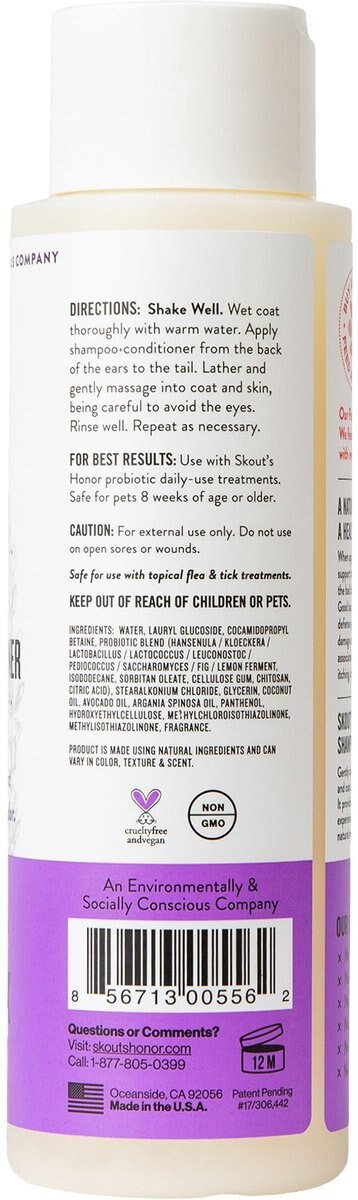 S COMPANY
DIRECTIONS: Shake Well. Wet coat
thoroughly with warm water. Apply
shampoo+conditioner from the back
of the ears to the tail. Lather and
gently massage into coat and skin,
being careful to avoid the eyes.
Rinse well. Repeat as necessary.
FOR BEST RESULTS: Use with Skout's
Honor probiotic daily-use treatments.
Safe for pets 8 weeks of age or older.
CAUTION: For external use only. Do not use
on open sores or wounds.
Safe for use with topical flea & tick treatments.
KEEP OUT OF REACH OF CHILDREN OR PETS.
INGREDIENTS: WATER, LAURYL GLUCOSIDE, COCAMIDOPROPYL
BETAINE, PROBIOTIC BLEND (HANSENULA / KLOECKERA /
LACTOBACILLUS / LACTOCOCCUS / LEUCONOSTOC /
PEDIOCOCCUS / SACCHAROMYCES / FIG / LEMON FERMENT,
ISODODECANE, SORBITAN OLEATE, CELLULOSE GUM, CHITOSAN,
CITRIC ACID), STEARALKONIUM CHLORIDE, GLYCERIN, COCONUT
OIL, AVOCADO OIL, ARGANIA SPINOSA OIL, PANTHENOL,
HYDROXYETHYLCELLULOSE, METHYLCHLOROISOTHIAZOLINONE,
METHYLISOTHIAZOLINONE, FRAGRANCE.
PRODUCT IS MADE USING NATURAL INGREDIENTS AND CAN
VARY IN COLOR, TEXTURE & SCENT.
crueltyfree
andvegan
NON
GMO
An Environmentally &
Socially Conscious Company
8 56713 00556 2
Questions or Comments?
Visit: skoutshonor.com
Call: 1-877-805-0399
12 M
Oceanside, CA 92056
Made in the U.S.A.
Patent Pending
#17/306,442
ER